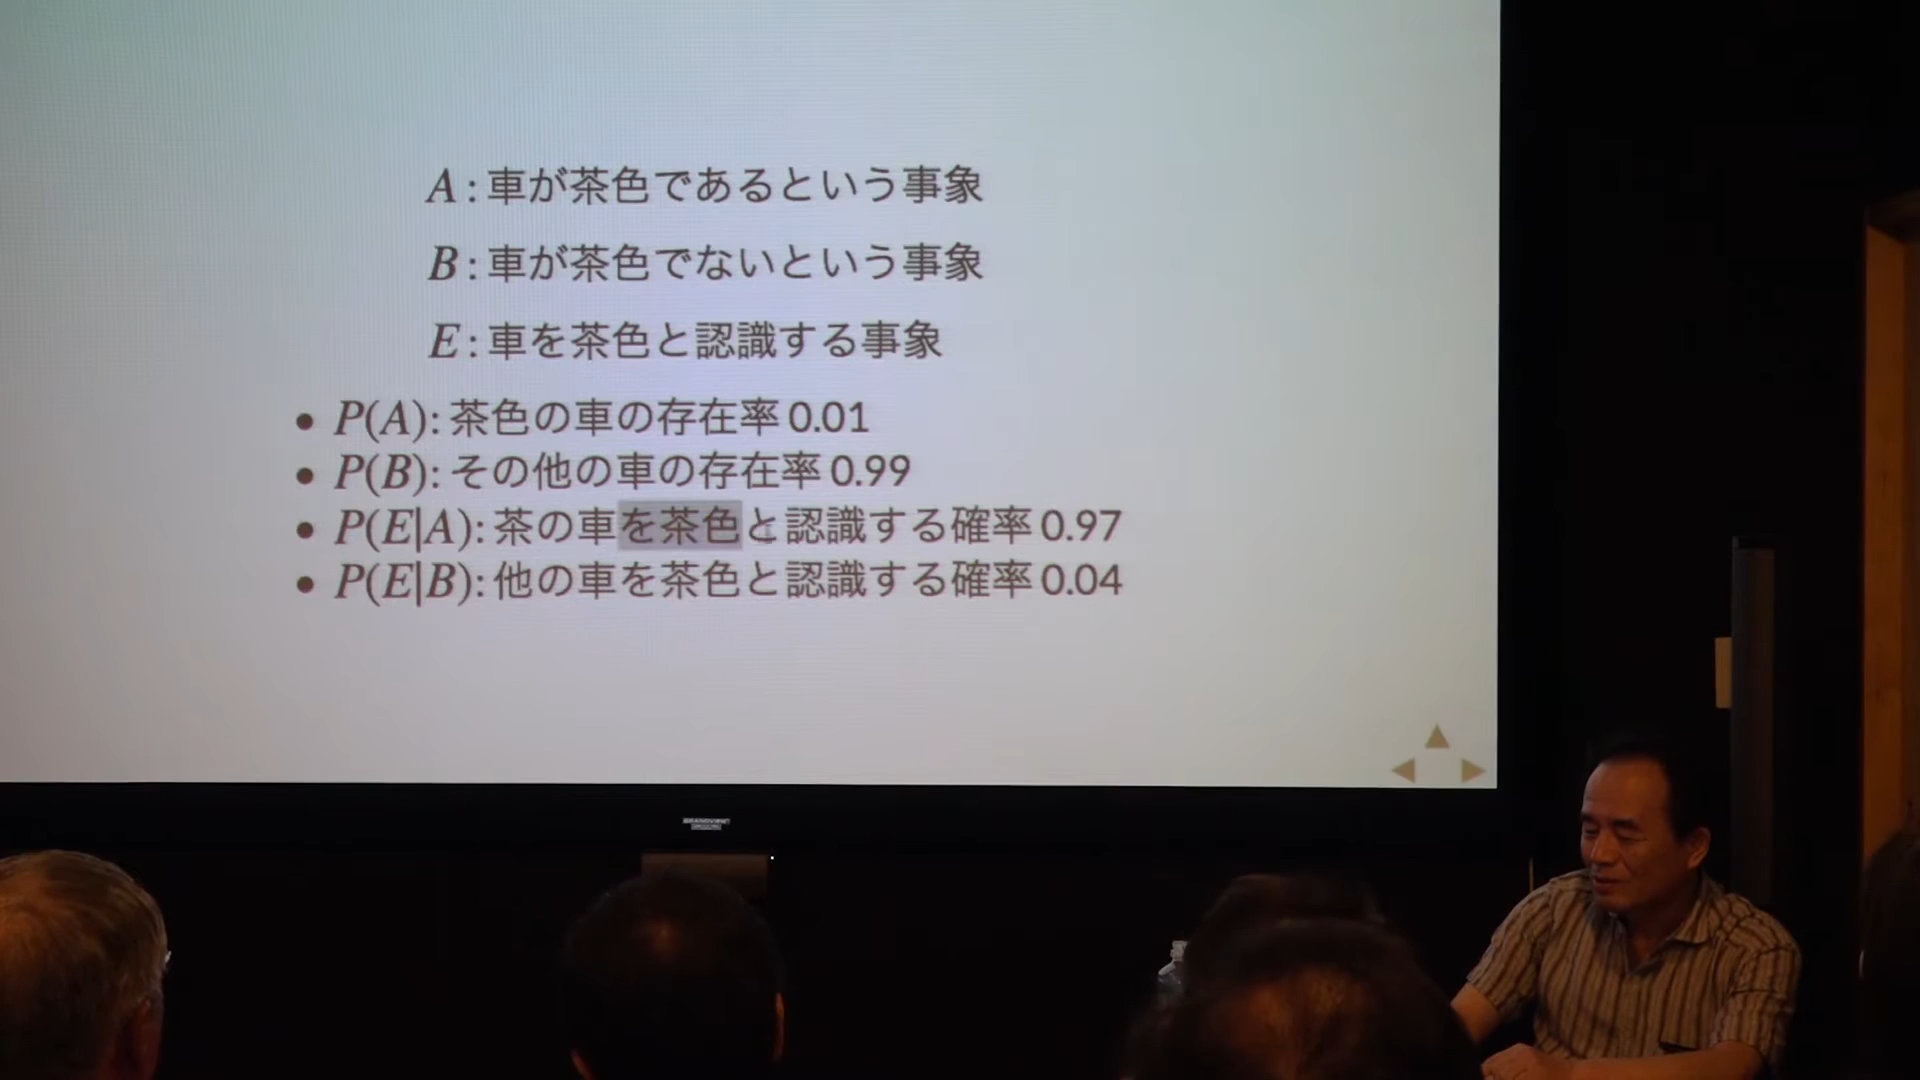 A : 車が茶色であるという事象
B : 車が茶色でないという事象
E : 車を茶色と認識する事象
• P(A): 茶色の車の存在率 0.01
• P(B): その他の車の存在率 0.99
• P(E|A): 茶の車を茶色と認識する確率 0.97
• P(E|B): 他の車を茶色と認識する確率 0.04
GRANDVIEW